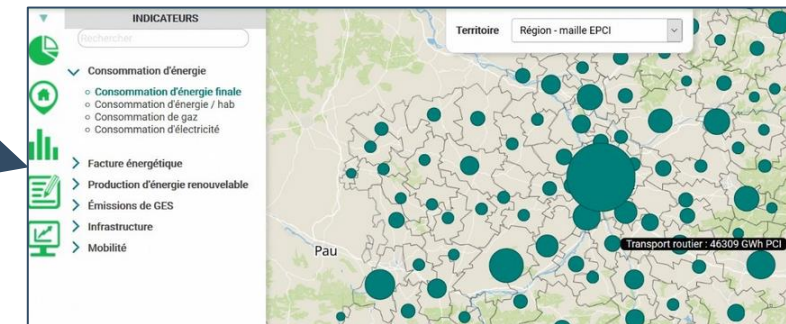 INDICATEURS
Rechercher
Consommation d'énergie
Consommation d'énergie finale
Consommation d'énergie / hab
Consommation de gaz
Consommation d'électricité
Facture énergétique
Production d'énergie renouvelable
Émissions de GES
Infrastructure
Mobilité
Territoire
Région - maille EPCI
Pau
Transport routier : 46309 GWh PCI